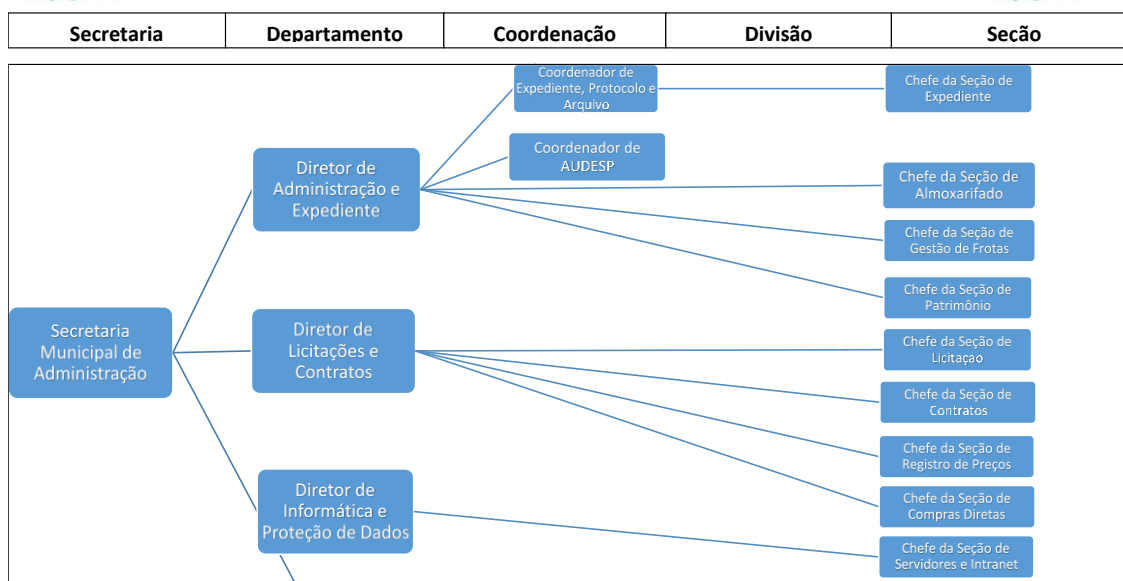 Secretaria
Departamento
Coordenação
Divisão
Seção
Coordenador de
Expediente, Protocolo e
Arquivo
Chefe da Seção de
Expediente
Coordenador de
AUDESP
Diretor de
Administração e
Expediente
Chefe da Seção de
Almoxarifado
Chefe da Seção de
Gestão de Frotas
Chefe da Seção de
Patrimônio
Secretaria
Municipal de
Administração
Diretor de
Licitações e
Contratos
Chefe da Seção de
Licitaçao
Chefe da Seção de
Contratos
Chefe da Seção de
Registro de Preços
Chefe da Seção de
Compras Diretas
Diretor de
Informática e
Proteção de Dados
Chefe da Seção de
Servidores e Intranet